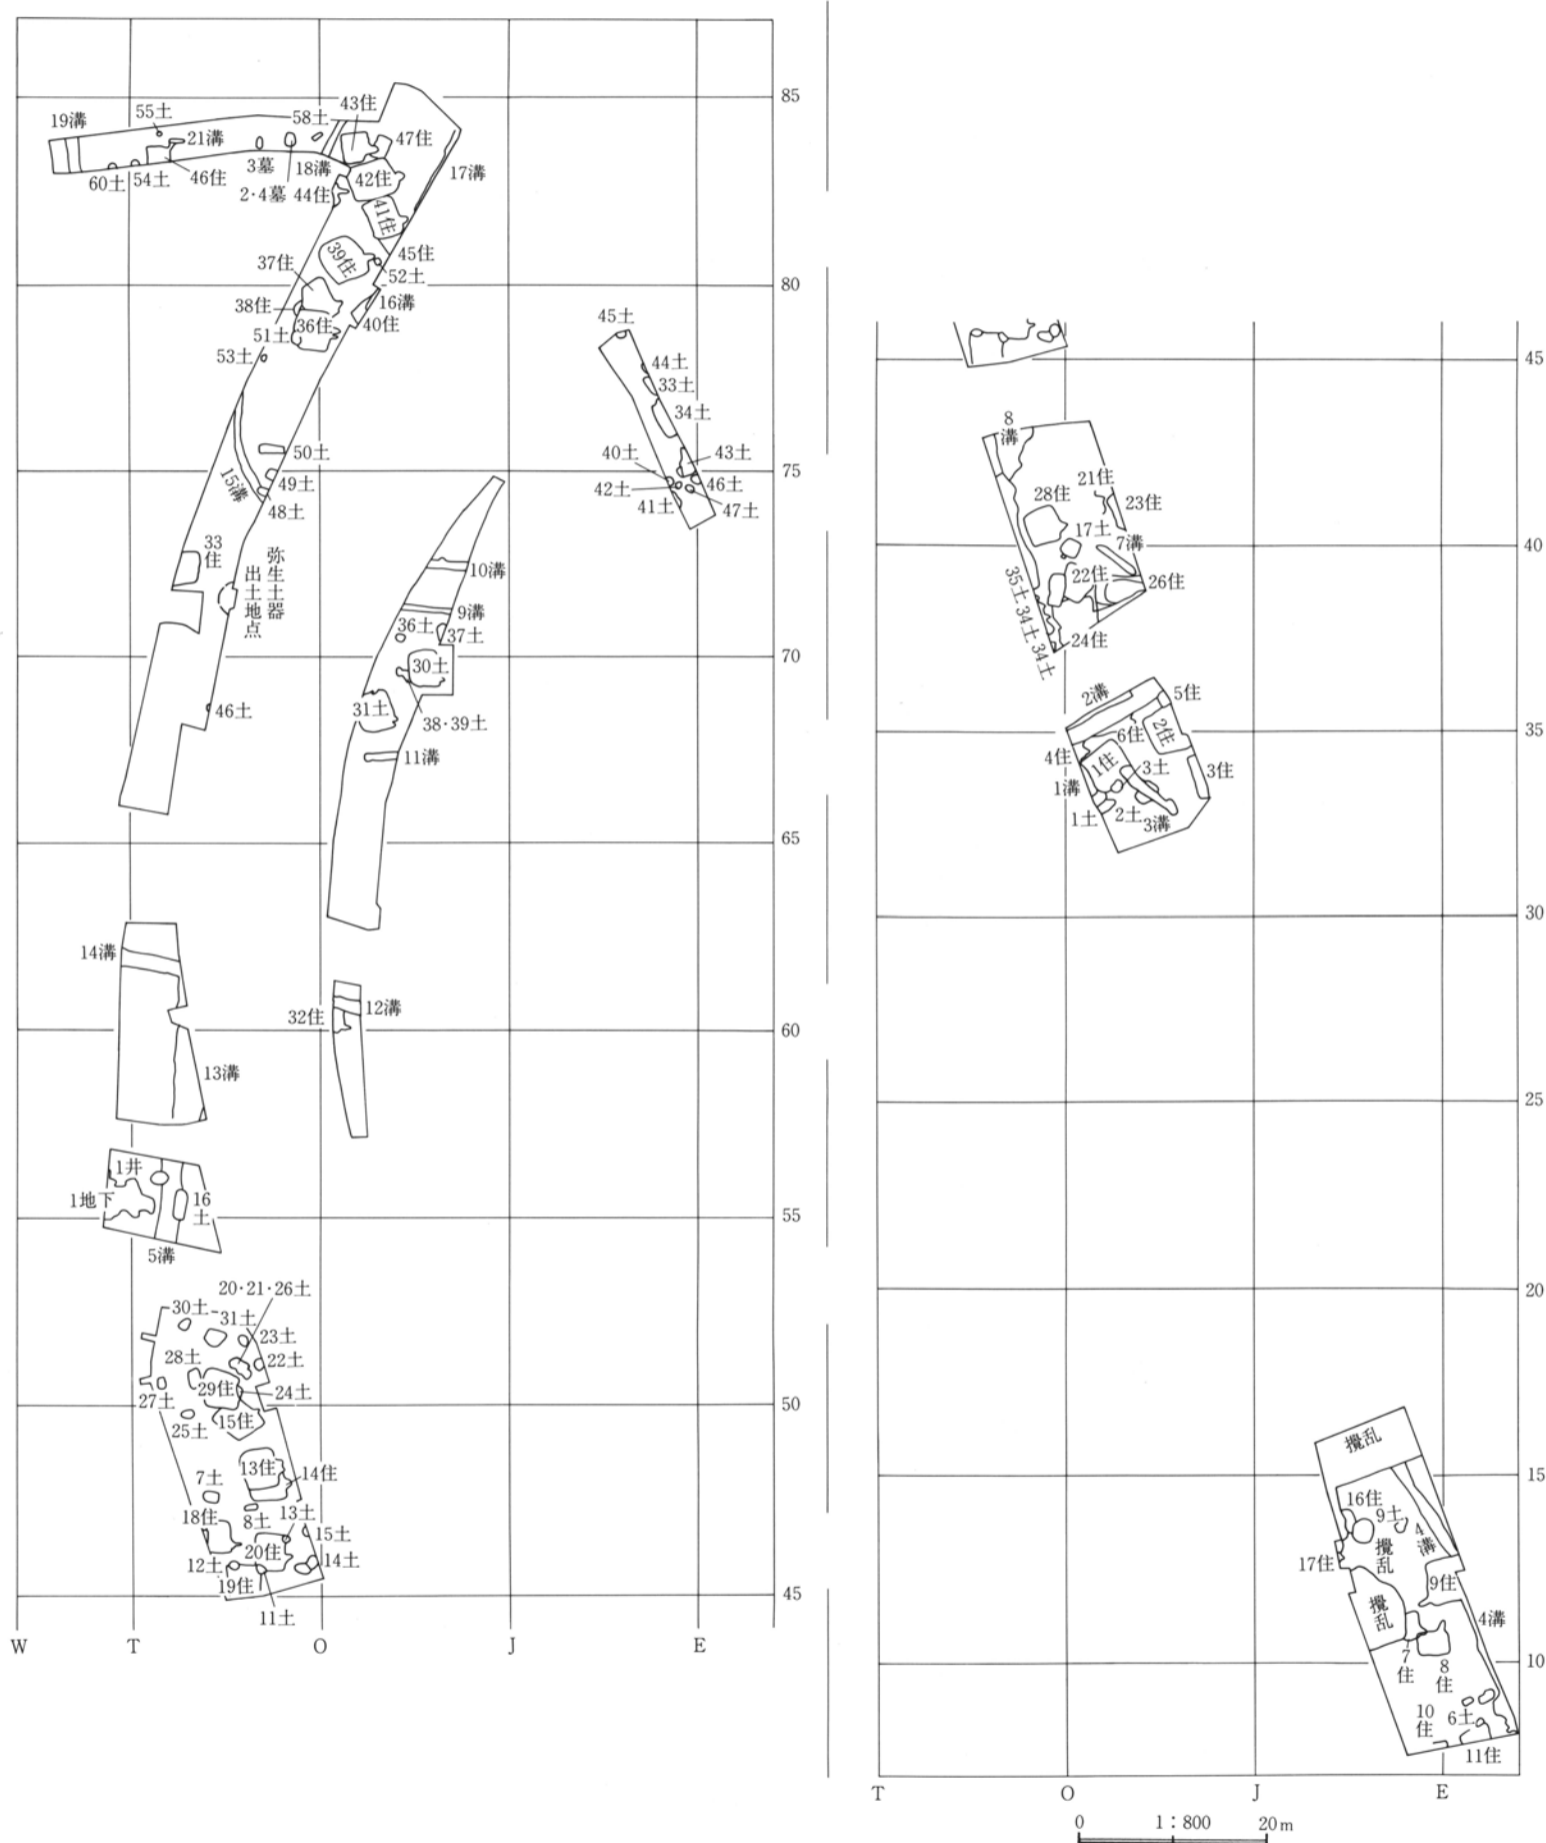 85
43住
58土
55土
19溝
21溝
47住
17溝
3墓
18溝
46住
60土
54土
2・4墓
44住
42住
41住
39住
45住
37住
52土
80
16溝
38住
36住
40住
51土
53土
50土
75
15溝
49土
48土
33住
弥生土器
出土地点
46土
45土
44土
33土
34土
40土
43土
42土
46土
41土
47土
10溝
9溝
36土
37土
70
30土
31土
38・39土
11溝
65
14溝
12溝
32住
60
13溝
1井
1地下
16土
55
5溝
20・21・26土
30土
31土
23土
28土
22土
29住
24土
27土
50
15住
25土
13住
14住
7土
18住
8土
13土
15土
20住
12土
14土
19住
45
11土
W
T
O
J
E
45
8溝
21住
28住
23住
17土
7溝
40
22住
26住
35土
34土
34土
24住
2溝
5住
35
6住
2住
4住
1住
3土
3住
1溝
1土
2土
3溝
30
25
20
攪乱
15
16住
9土
4溝
攪乱
17住
9住
攪乱
4溝
7住
8住
10
10住
6土
11住
T
O
J
E
0
1：800
20m